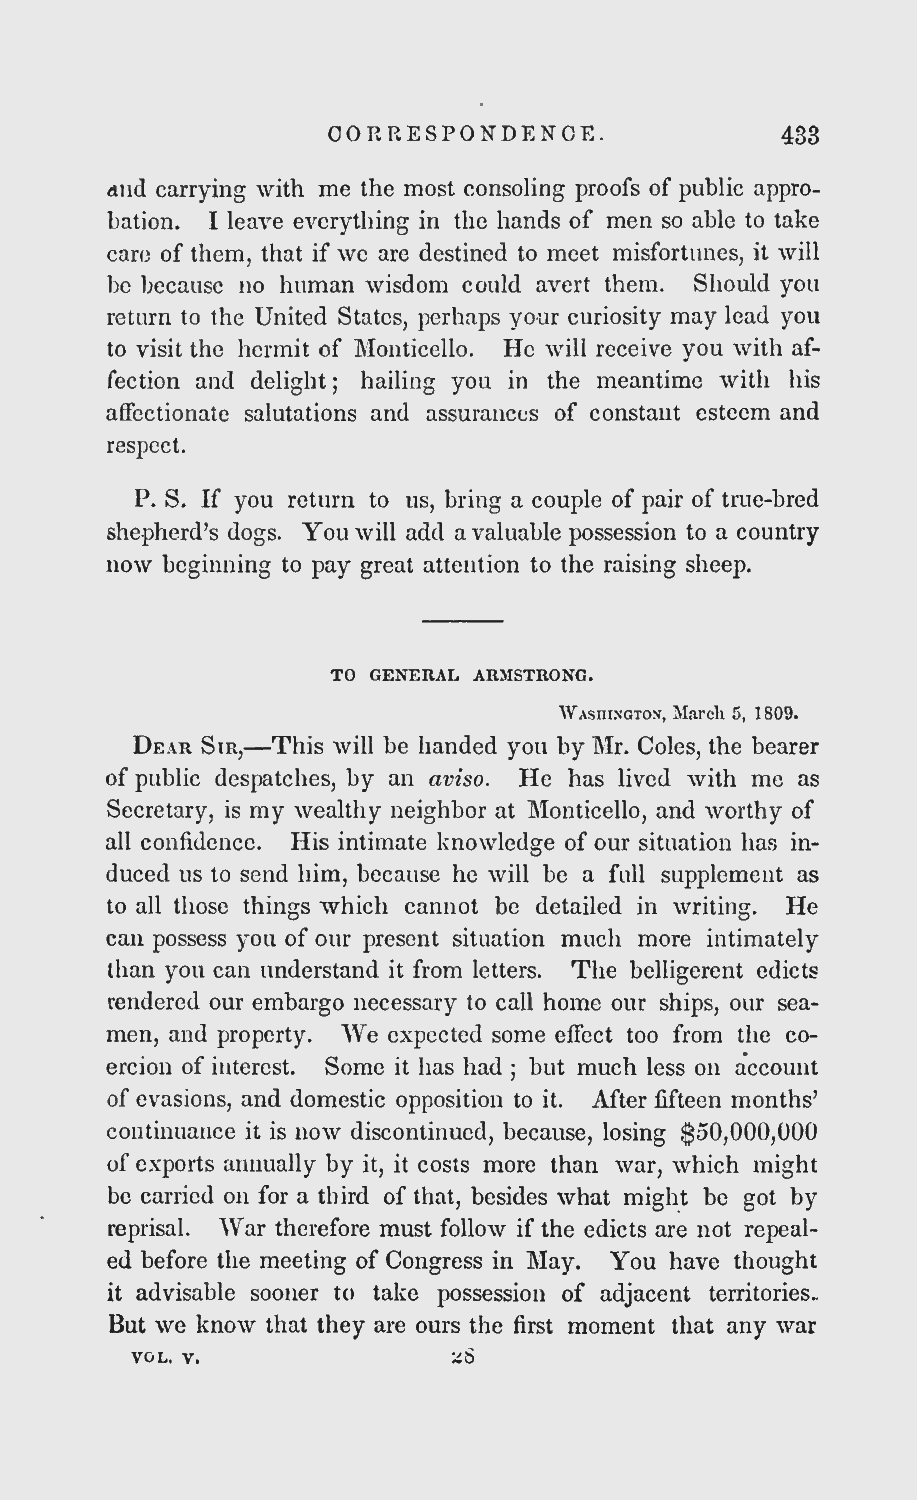 CORRESPONDENCE. 433
and carrying with me the most consoling proofs of public appro-
bation. I leave everything in the hands of men so able to take
care of them, that if we are destined to meet misfortunes, it will
be because no human wisdom could avert them. Should you
return to the United States, perhaps your curiosity may lead you
to visit the hermit of Monticello. He will receive you with af-
fection and delight; hailing you in the meantime with his
affectionate salutations and assurances of constant esteem and
respect.
P. S. If you return to us, bring a couple of pair of true-bred
shepherd's dogs. You will add a valuable possession to a country
now beginning to pay great attention to the raising sheep.
TO GENERAL ARMSTRONG.
WASHINGTON, March 5, 1809.
DEAR SIR,—This will be handed you by Mr. Coles, the bearer
of public despatches, by an aviso. He has lived with me as
Secretary, is my wealthy neighbor at Monticello, and worthy of
all confidence. His intimate knowledge of our situation has in-
duced us to send him, because he will be a full supplement as
to all those things which cannot be detailed in writing. He
can possess you of our present situation much more intimately
than you can understand it from letters. The belligerent edicts
rendered our embargo necessary to call home our ships, our sea-
men, and property. We expected some effect too from the co-
ercion of interest. Some it has had ; but much less on account
of evasions, and domestic opposition to it. After fifteen months'
continuance it is now discontinued, because, losing $50,000,000
of exports annually by it, it costs more than war, which might
be carried on for a third of that, besides what might be got by
reprisal. War therefore must follow if the edicts are not repeal-
ed before the meeting of Congress in May. You have thought
it advisable sooner to take possession of adjacent territories.
But we know that they are ours the first moment that any war
VOL. V. 28